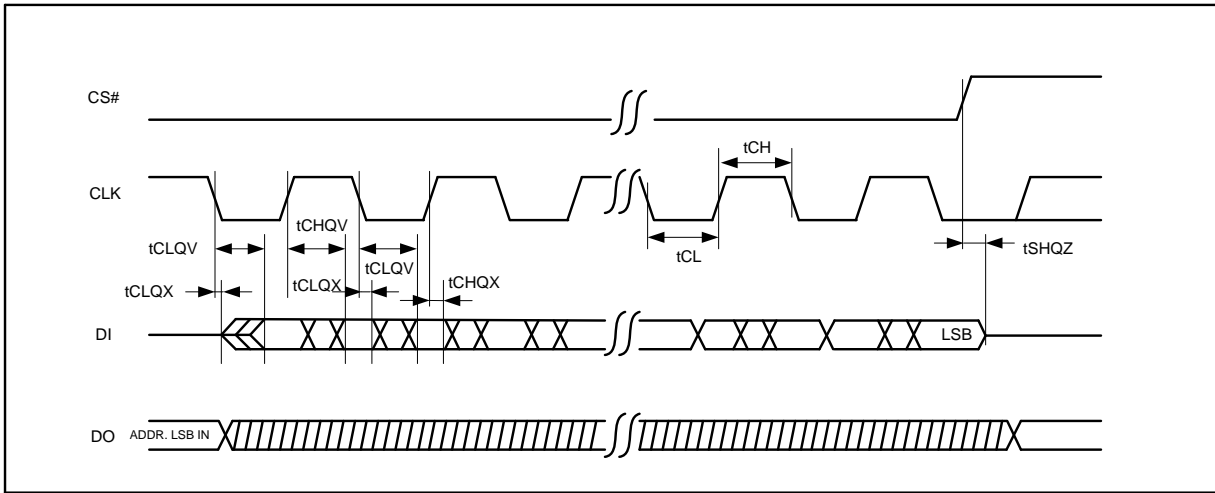 CS#
tCH
CLK
tCLQV
tCHQV
tCLQV
tCL
tSHQZ
tCLQX
tCLQX
tCHQX
DI
LSB
DO
ADDR. LSB IN